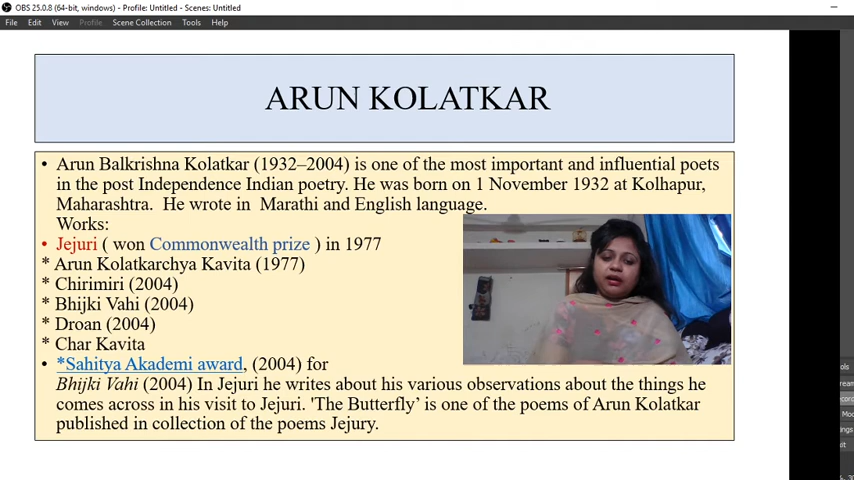 OBS 25.0.8 (64-bit, windows) - Profile: Untitled - Scenes: Untitled
File Edit View Profile Scene Collection Tools Help
ARUN KOLATKAR
• Arun Balkrishna Kolatkar (1932–2004) is one of the most important and influential poets
in the post Independence Indian poetry. He was born on 1 November 1932 at Kolhapur,
Maharashtra. He wrote in Marathi and English language.
Works:
• Jejuri ( won Commonwealth prize ) in 1977
* Arun Kolatkarchya Kavita (1977)
* Chirimiri (2004)
* Bhijki Vahi (2004)
* Droan (2004)
* Char Kavita
• *Sahitya Akademi award, (2004) for
Bhijki Vahi (2004) In Jejuri he writes about his various observations about the things he
comes across in his visit to Jejuri. 'The Butterfly’ is one of the poems of Arun Kolatkar
published in collection of the poems Jejury.